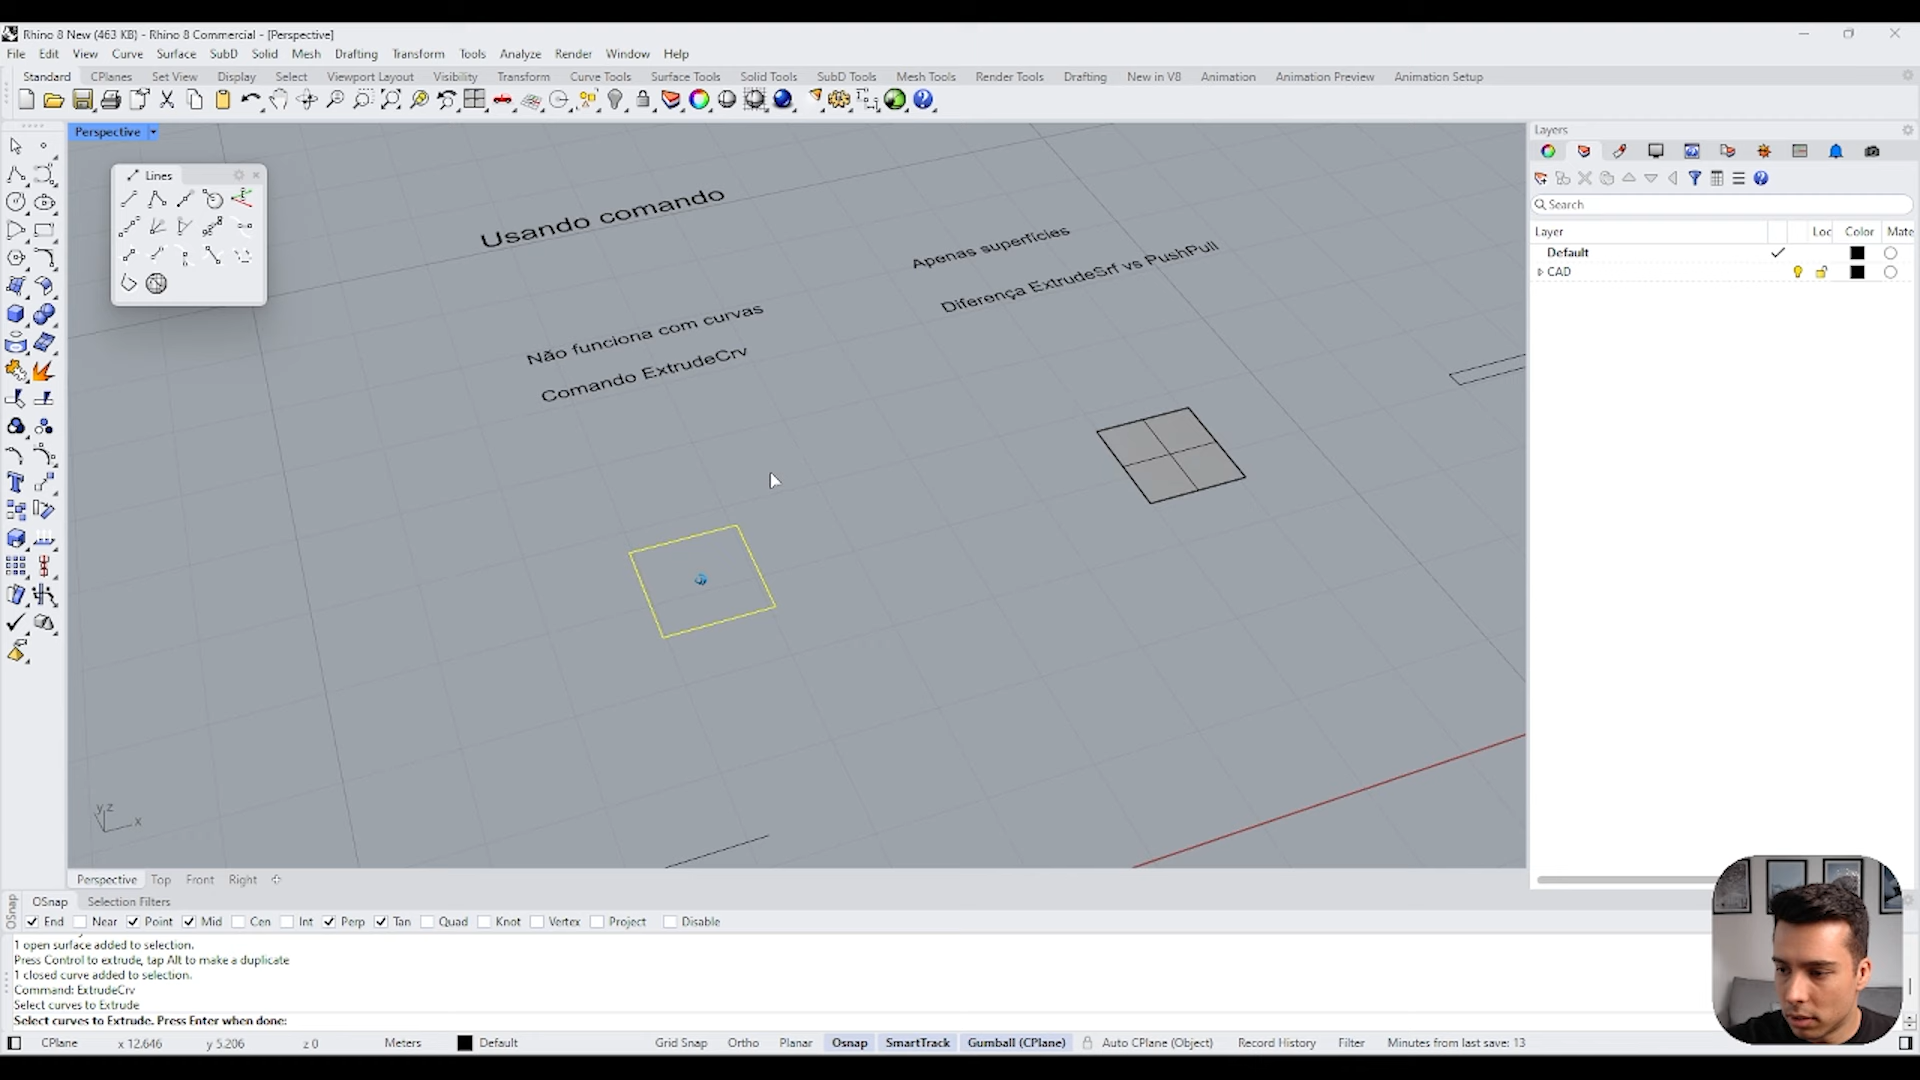 Rhino 8 New (463 KB) - Rhino 8 Commercial - [Perspective]
File Edit View Curve Surface SubD Solid Mesh Drafting Transform Tools Analyze Render Window Help
Standard CPlanes Set View Display Select Viewport Layout Visibility Transform Curve Tools Surface Tools Solid Tools SubD Tools Mesh Tools Render Tools Drafting New in V8 Animation Animation Preview Animation Setup
Perspective
Layers
Lines
Search
Layer Loc Color Mate
Default
CAD
Usando comando
Apenas superfícies
Diferença ExtrudeSrf vs PushPull
Não funciona com curvas
Comando ExtrudeCrv
y z
x
Perspective Top Front Right
OSnap
OSnap Selection Filters
End Near Point Mid Cen Int Perp Tan Quad Knot Vertex Project Disable
1 open surface added to selection.
Press Control to extrude, tap Alt to make a duplicate
1 closed curve added to selection.
Command: ExtrudeCrv
Select curves to Extrude
Select curves to Extrude. Press Enter when done:
CPlane x 12.646 y 5.206 z 0 Meters Default Grid Snap Ortho Planar Osnap SmartTrack Gumball (CPlane) Auto CPlane (Object) Record History Filter Minutes from last save: 13